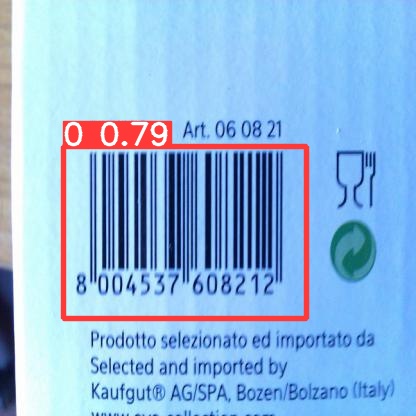 0 0.79
Art. 06 08 21
8 004537 608212
Prodotto selezionato ed importato da
Selected and imported by
Kaufgut® AG/SPA, Bozen/Bolzano (Italy)